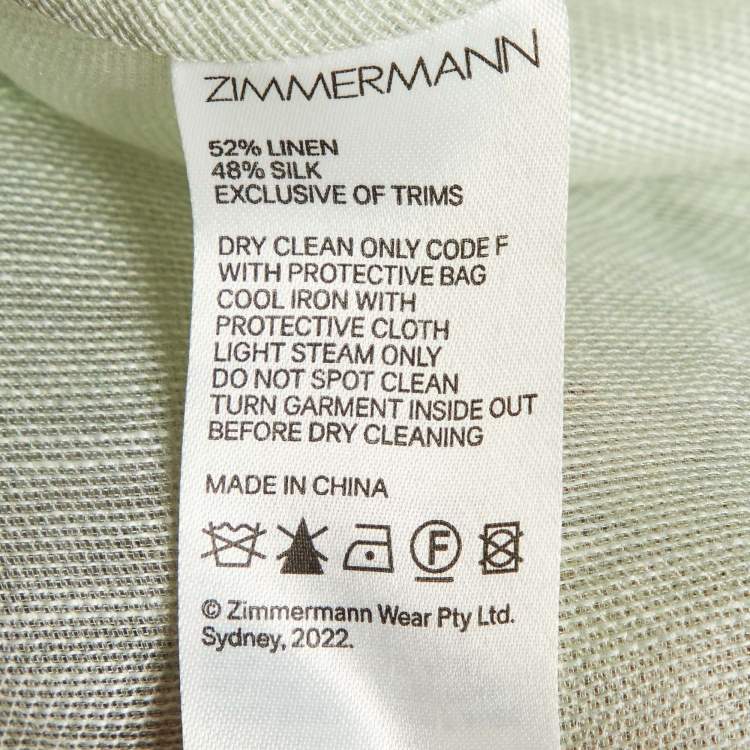 ZIMMERMANN
52% LINEN
48% SILK
EXCLUSIVE OF TRIMS
DRY CLEAN ONLY CODE F
WITH PROTECTIVE BAG
COOL IRON WITH
PROTECTIVE CLOTH
LIGHT STEAM ONLY
DO NOT SPOT CLEAN
TURN GARMENT INSIDE OUT
BEFORE DRY CLEANING
MADE IN CHINA
F
© Zimmermann Wear Pty Ltd.
Sydney, 2022.